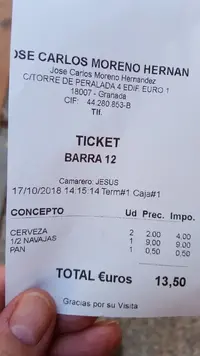 JOSE CARLOS MORENO HERNAN
Jose Carlos Moreno Hernandez
C/TORRE DE PERALADA 4 EDIF. EURO 1
18007 - Granada
CIF: 44.280.853-B
Tlf.
TICKET
BARRA 12
Camarero: JESUS
17/10/2018 14:15:14 Term#1 Caja#1
CONCEPTO Ud Prec. Impo.
CERVEZA 2 2.00 4.00
1/2 NAVAJAS 1 9.00 9.00
PAN 1 0,50 0.50
TOTAL €uros 13,50
Gracias por su Visita